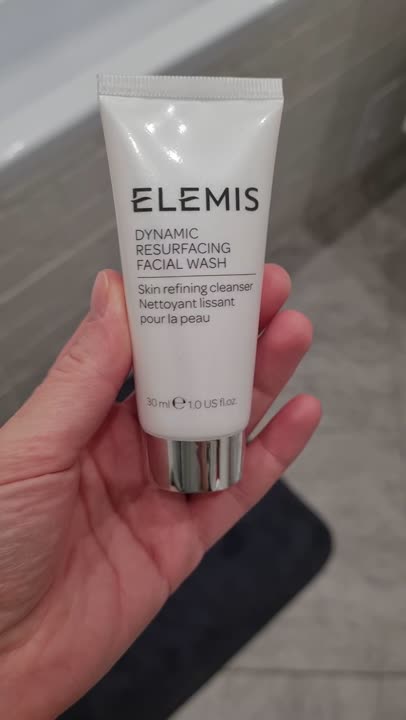 ELEMIS
DYNAMIC
RESURFACING
FACIAL WASH
Skin refining cleanser
Nettoyant lissant
pour la peau
30 ml ℮ 1.0 US fl.oz.